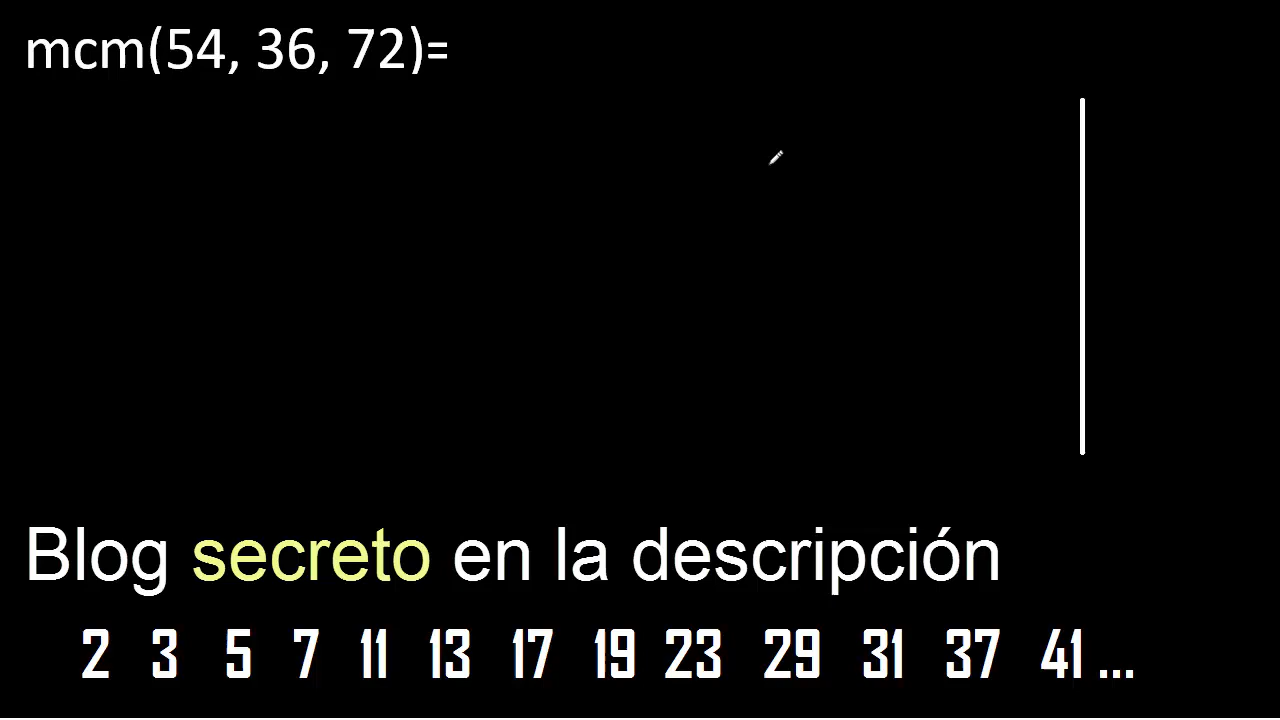 mcm(54, 36, 72)=
Blog secreto en la descripción
2 3 5 7 11 13 17 19 23 29 31 37 41 ...